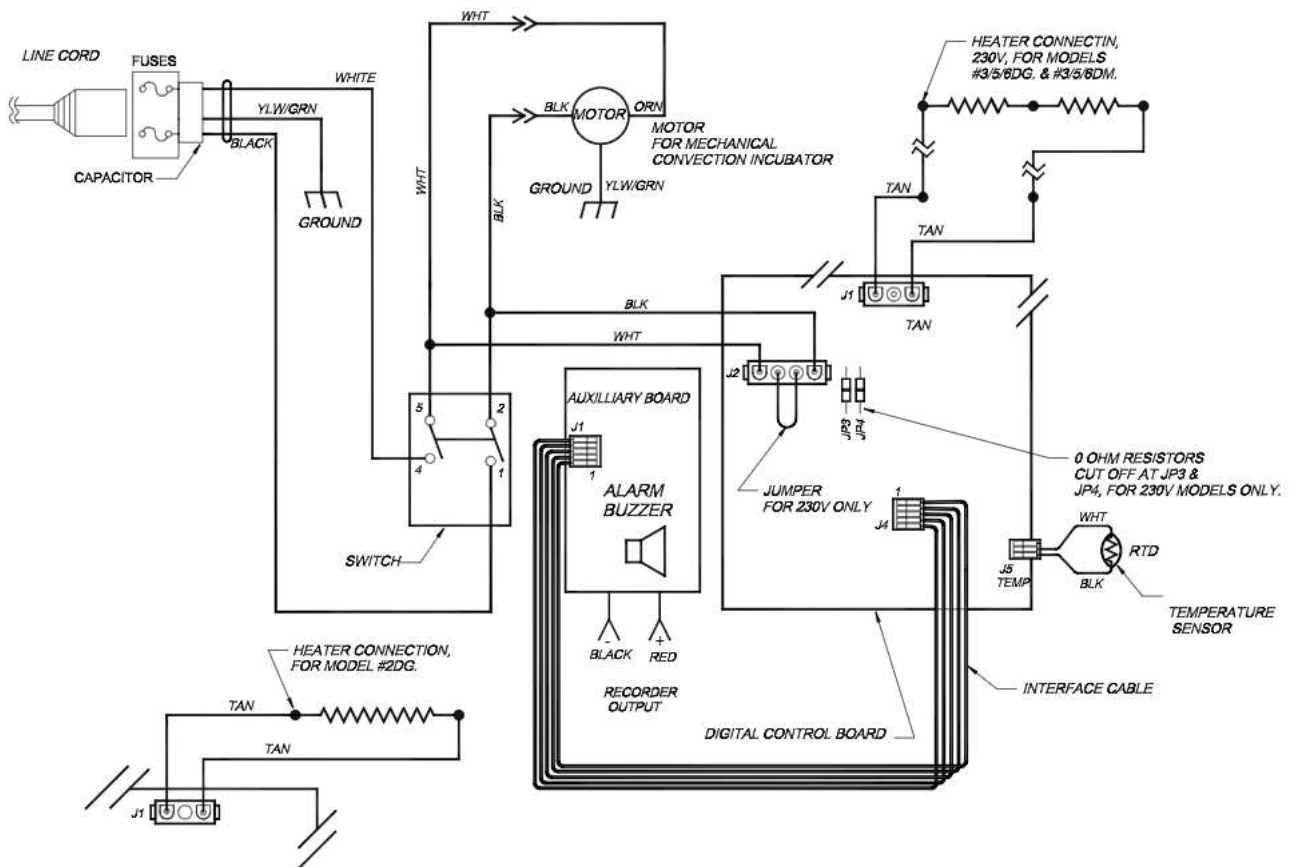 LINE CORD
FUSES
WHITE
YLW/GRN
BLACK
CAPACITOR
GROUND
WHT
BLK
MOTOR
ORN
MOTOR
FOR MECHANICAL
CONVECTION INCUBATOR
GROUND
YLW/GRN
WHT
BLK
HEATER CONNECTIN,
230V, FOR MODELS
#3/5/6DG. & #3/5/6DM.
TAN
TAN
J1
TAN
BLK
WHT
J2
JP3
JP4
5
2
4
1
SWITCH
AUXILLIARY BOARD
J1
1
ALARM
BUZZER
JUMPER
FOR 230V ONLY
0 OHM RESISTORS
CUT OFF AT JP3 &
JP4, FOR 230V MODELS ONLY.
1
J4
WHT
RTD
J5
TEMP.
BLK
TEMPERATURE
SENSOR
-
+
BLACK
RED
RECORDER
OUTPUT
INTERFACE CABLE
DIGITAL CONTROL BOARD
HEATER CONNECTION,
FOR MODEL #2DG.
TAN
TAN
J1